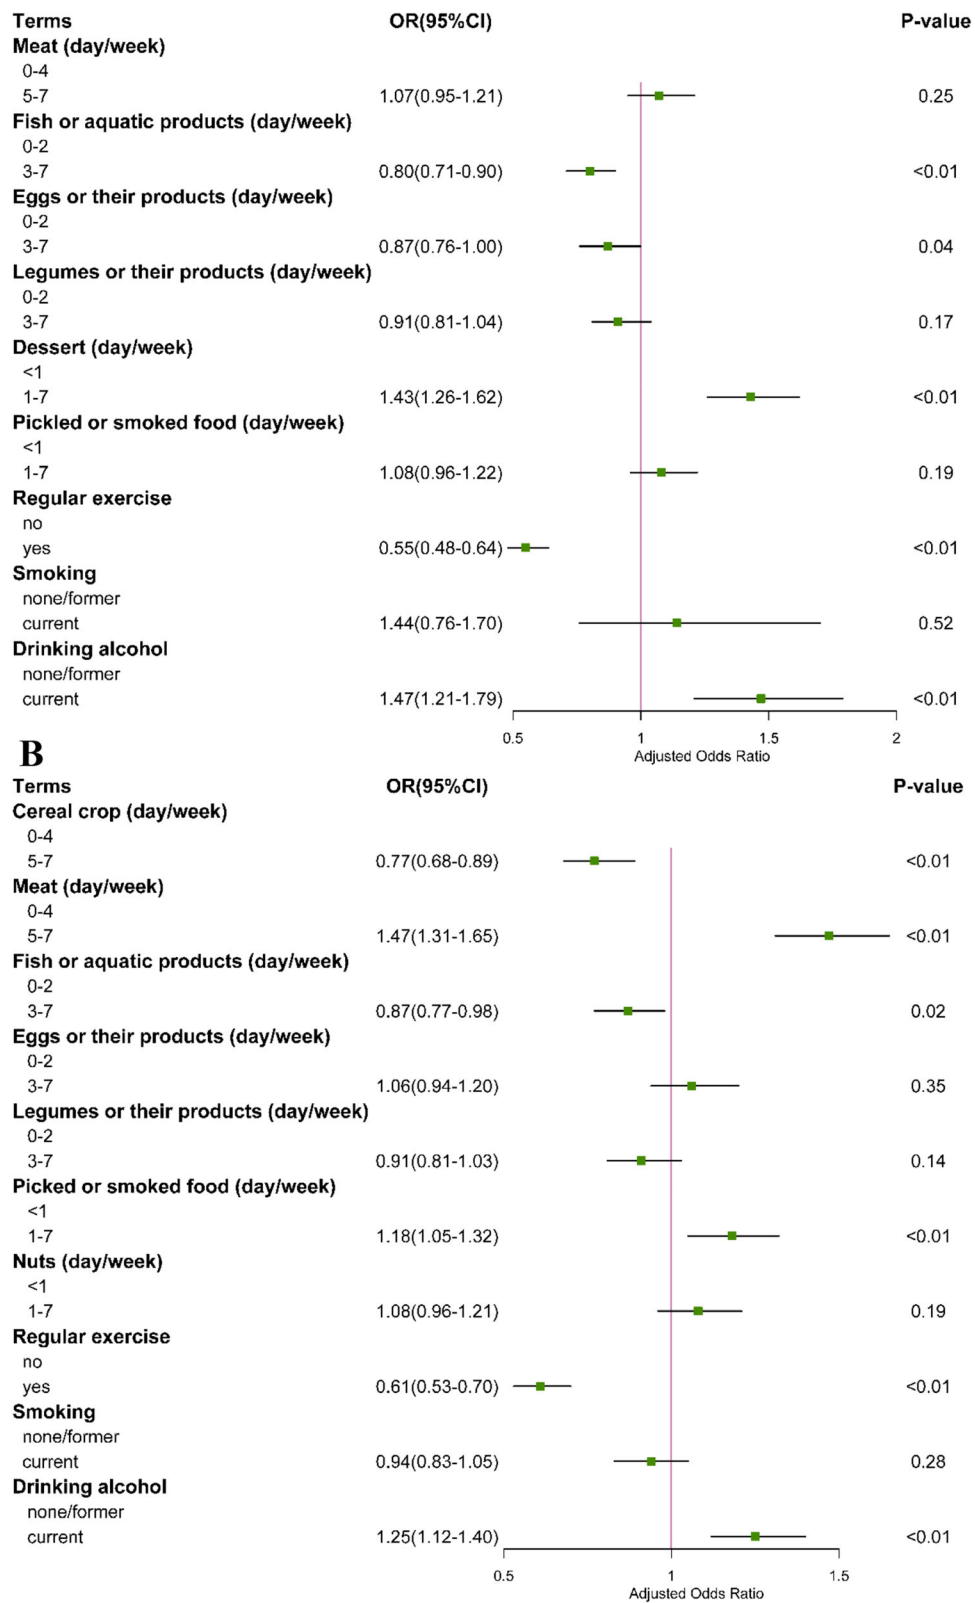 Terms OR(95%CI) P-value
Meat (day/week)
0-4
5-7 1.07(0.95-1.21) 0.25
Fish or aquatic products (day/week)
0-2
3-7 0.80(0.71-0.90) <0.01
Eggs or their products (day/week)
0-2
3-7 0.87(0.76-1.00) 0.04
Legumes or their products (day/week)
0-2
3-7 0.91(0.81-1.04) 0.17
Dessert (day/week)
<1
1-7 1.43(1.26-1.62) <0.01
Pickled or smoked food (day/week)
<1
1-7 1.08(0.96-1.22) 0.19
Regular exercise
no
yes 0.55(0.48-0.64) <0.01
Smoking
none/former
current 1.44(0.76-1.70) 0.52
Drinking alcohol
none/former
current 1.47(1.21-1.79) <0.01
0.5 1 1.5 2
Adjusted Odds Ratio
B
Terms OR(95%CI) P-value
Cereal crop (day/week)
0-4
5-7 0.77(0.68-0.89) <0.01
Meat (day/week)
0-4
5-7 1.47(1.31-1.65) <0.01
Fish or aquatic products (day/week)
0-2
3-7 0.87(0.77-0.98) 0.02
Eggs or their products (day/week)
0-2
3-7 1.06(0.94-1.20) 0.35
Legumes or their products (day/week)
0-2
3-7 0.91(0.81-1.03) 0.14
Picked or smoked food (day/week)
<1
1-7 1.18(1.05-1.32) <0.01
Nuts (day/week)
<1
1-7 1.08(0.96-1.21) 0.19
Regular exercise
no
yes 0.61(0.53-0.70) <0.01
Smoking
none/former
current 0.94(0.83-1.05) 0.28
Drinking alcohol
none/former
current 1.25(1.12-1.40) <0.01
0.5 1 1.5
Adjusted Odds Ratio